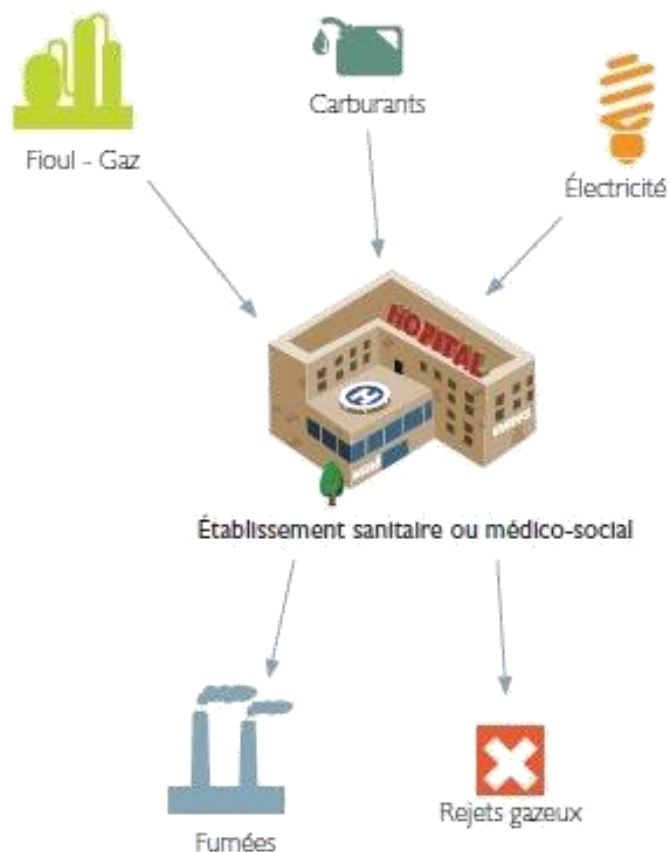 Carburants
Fioul - Gaz
Électricité
HOPITAL
H
Établissement sanitaire ou médico-social
Rejets gazeux
Fumées